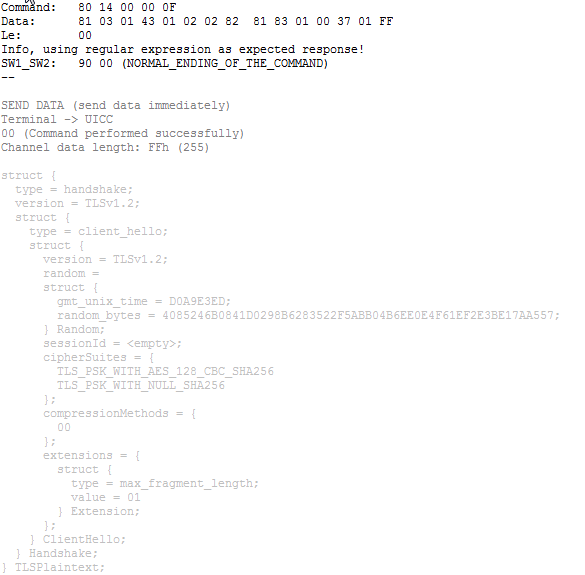 Command:   80 14 00 00 0F
Data:      81 03 01 43 01 02 02 82  81 83 01 00 37 01 FF
Le:        00
Info, using regular expression as expected response!
SW1_SW2:   90 00 (NORMAL_ENDING_OF_THE_COMMAND)
--
SEND DATA (send data immediately)
Terminal -> UICC
00 (Command performed successfully)
Channel data length: FFh (255)
struct {
  type = handshake;
  version = TLSv1.2;
  struct {
    type = client_hello;
    struct {
      version = TLSv1.2;
      random =
      struct {
        gmt_unix_time = D0A9E3ED;
        random_bytes = 4085246B0841D0298B6283522F5ABB04B6EE0E4F61EF2E3BE17AA557;
      } Random;
      sessionId = <empty>;
      cipherSuites = {
        TLS_PSK_WITH_AES_128_CBC_SHA256
        TLS_PSK_WITH_NULL_SHA256
      };
      compressionMethods = {
        00
      };
      extensions = {
        struct {
          type = max_fragment_length;
          value = 01
        } Extension;
      };
    } ClientHello;
  } Handshake;
} TLSPlaintext;